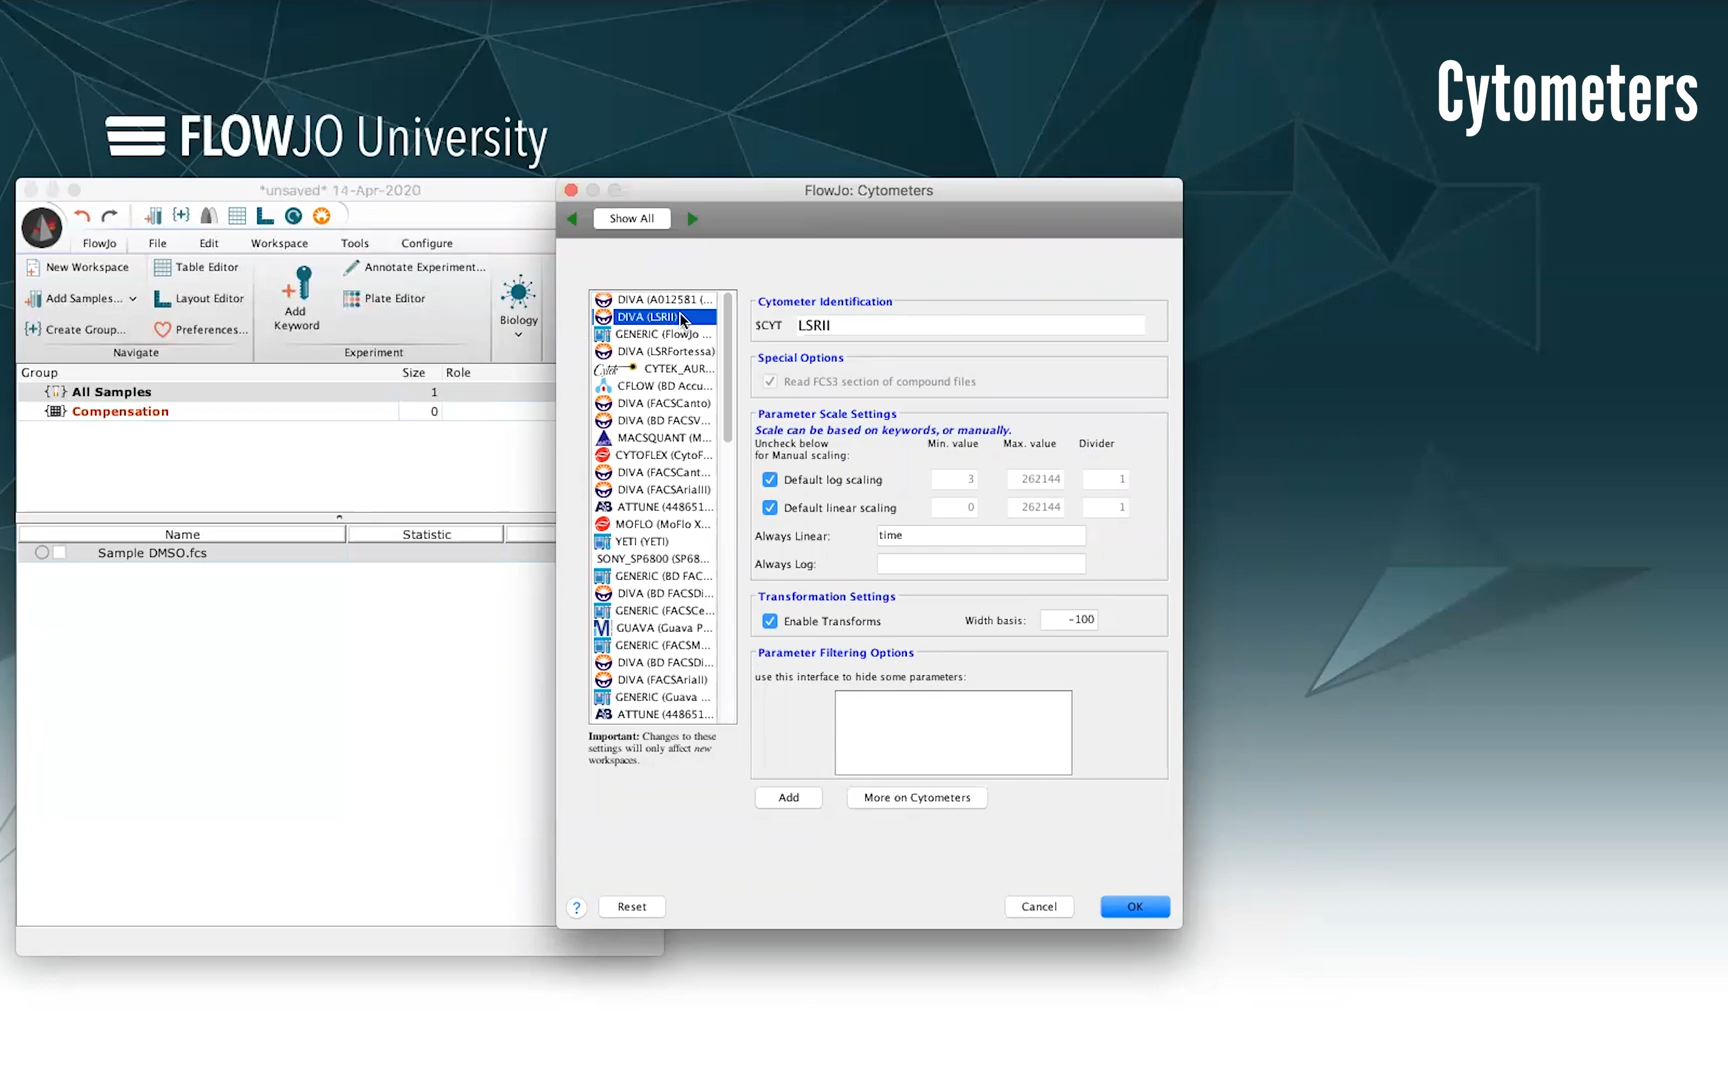 Cytometers
FLOWJO University
*unsaved* 14-Apr-2020
FlowJo
File
Edit
Workspace
Tools
Configure
New Workspace
Table Editor
Add Samples...
Layout Editor
Create Group...
Preferences...
Navigate
Add
Keyword
Annotate Experiment...
Plate Editor
Experiment
Biology
Group
Size
Role
All Samples
1
Compensation
0
Name
Statistic
Sample DMSO.fcs
FlowJo: Cytometers
Show All
DIVA (A012581 (...
DIVA (LSRII)
GENERIC (FlowJo ...
DIVA (LSRFortessa)
Cytek CYTEK_AUR...
CFLOW (BD Accu...
DIVA (FACSCanto)
DIVA (BD FACSV...
MACSQUANT (M...
CYTOFLEX (CytoF...
DIVA (FACSCant...
DIVA (FACSAriaIII)
AB ATTUNE (448651...
MOFLO (MoFlo X...
YETI (YETI)
SONY_SP6800 (SP68...
GENERIC (BD FAC...
DIVA (BD FACSDi...
GENERIC (FACSCe...
GUAVA (Guava P...
GENERIC (FACSM...
DIVA (BD FACSDi...
DIVA (FACSAriaII)
GENERIC (Guava ...
AB ATTUNE (448651...
Important: Changes to these
settings will only affect new
workspaces.
Cytometer Identification
$CYT LSRII
Special Options
Read FCS3 section of compound files
Parameter Scale Settings
Scale can be based on keywords, or manually.
Uncheck below
for Manual scaling:
Min. value
Max. value
Divider
Default log scaling 3 262144 1
Default linear scaling 0 262144 1
Always Linear: time
Always Log:
Transformation Settings
Enable Transforms
Width basis: -100
Parameter Filtering Options
use this interface to hide some parameters:
Add
More on Cytometers
?
Reset
Cancel
OK